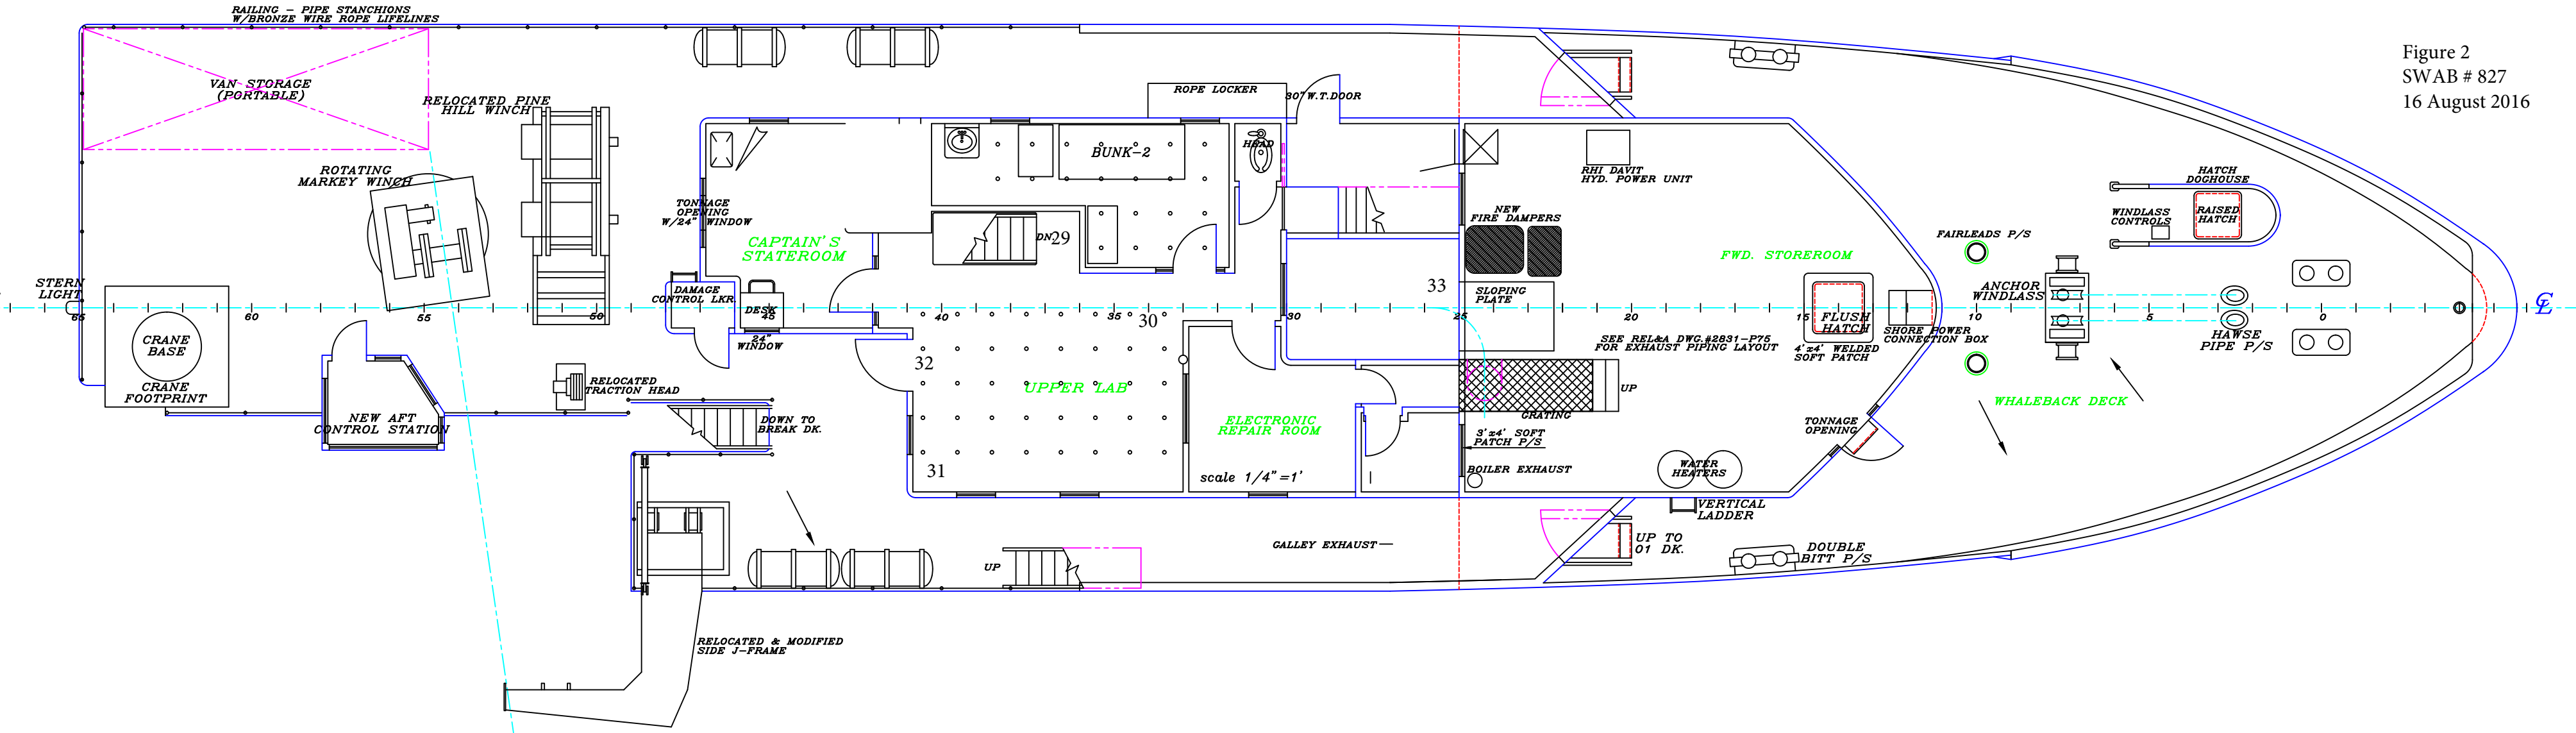 RAILING - PIPE STANCHIONS
W/BRONZE WIRE ROPE LIFELINES
Figure 2
SWAB # 827
16 August 2016
VAN STORAGE
(PORTABLE)
RELOCATED PINE
HILL WINCH
ROTATING
MARKEY WINCH
ROPE LOCKER
30"W.T.DOOR
BUNK-2
HEAD
RHI DAVIT
HYD. POWER UNIT
HATCH
DOGHOUSE
RAISED
HATCH
WINDLASS
CONTROLS
TONNAGE
OPENING
W/24" WINDOW
CAPTAIN'S
STATEROOM
DN.
29
NEW
FIRE DAMPERS
FWD. STOREROOM
FAIRLEADS P/S
STERN
LIGHT
DAMAGE
CONTROL LKR.
DESK
24"
WINDOW
33
SLOPING
PLATE
ANCHOR
WINDLASS
65
60
55
50
45
40
35
30
25
20
15
10
5
0
℄
30
CRANE
BASE
CRANE
FOOTPRINT
FLUSH
HATCH
4'x4' WELDED
SOFT PATCH
SHORE POWER
CONNECTION BOX
HAWSE
PIPE P/S
SEE REL&A DWG.#2831-P75
FOR EXHAUST PIPING LAYOUT
32
RELOCATED
TRACTION HEAD
UPPER LAB
UP
WHALEBACK DECK
NEW AFT
CONTROL STATION
DOWN TO
BREAK DK.
ELECTRONIC
REPAIR ROOM
GRATING
3'x4' SOFT
PATCH P/S
TONNAGE
OPENING
31
scale 1/4"=1'
BOILER EXHAUST
WATER
HEATERS
VERTICAL
LADDER
GALLEY EXHAUST
UP TO
01 DK.
DOUBLE
BITT P/S
UP
RELOCATED & MODIFIED
SIDE J-FRAME